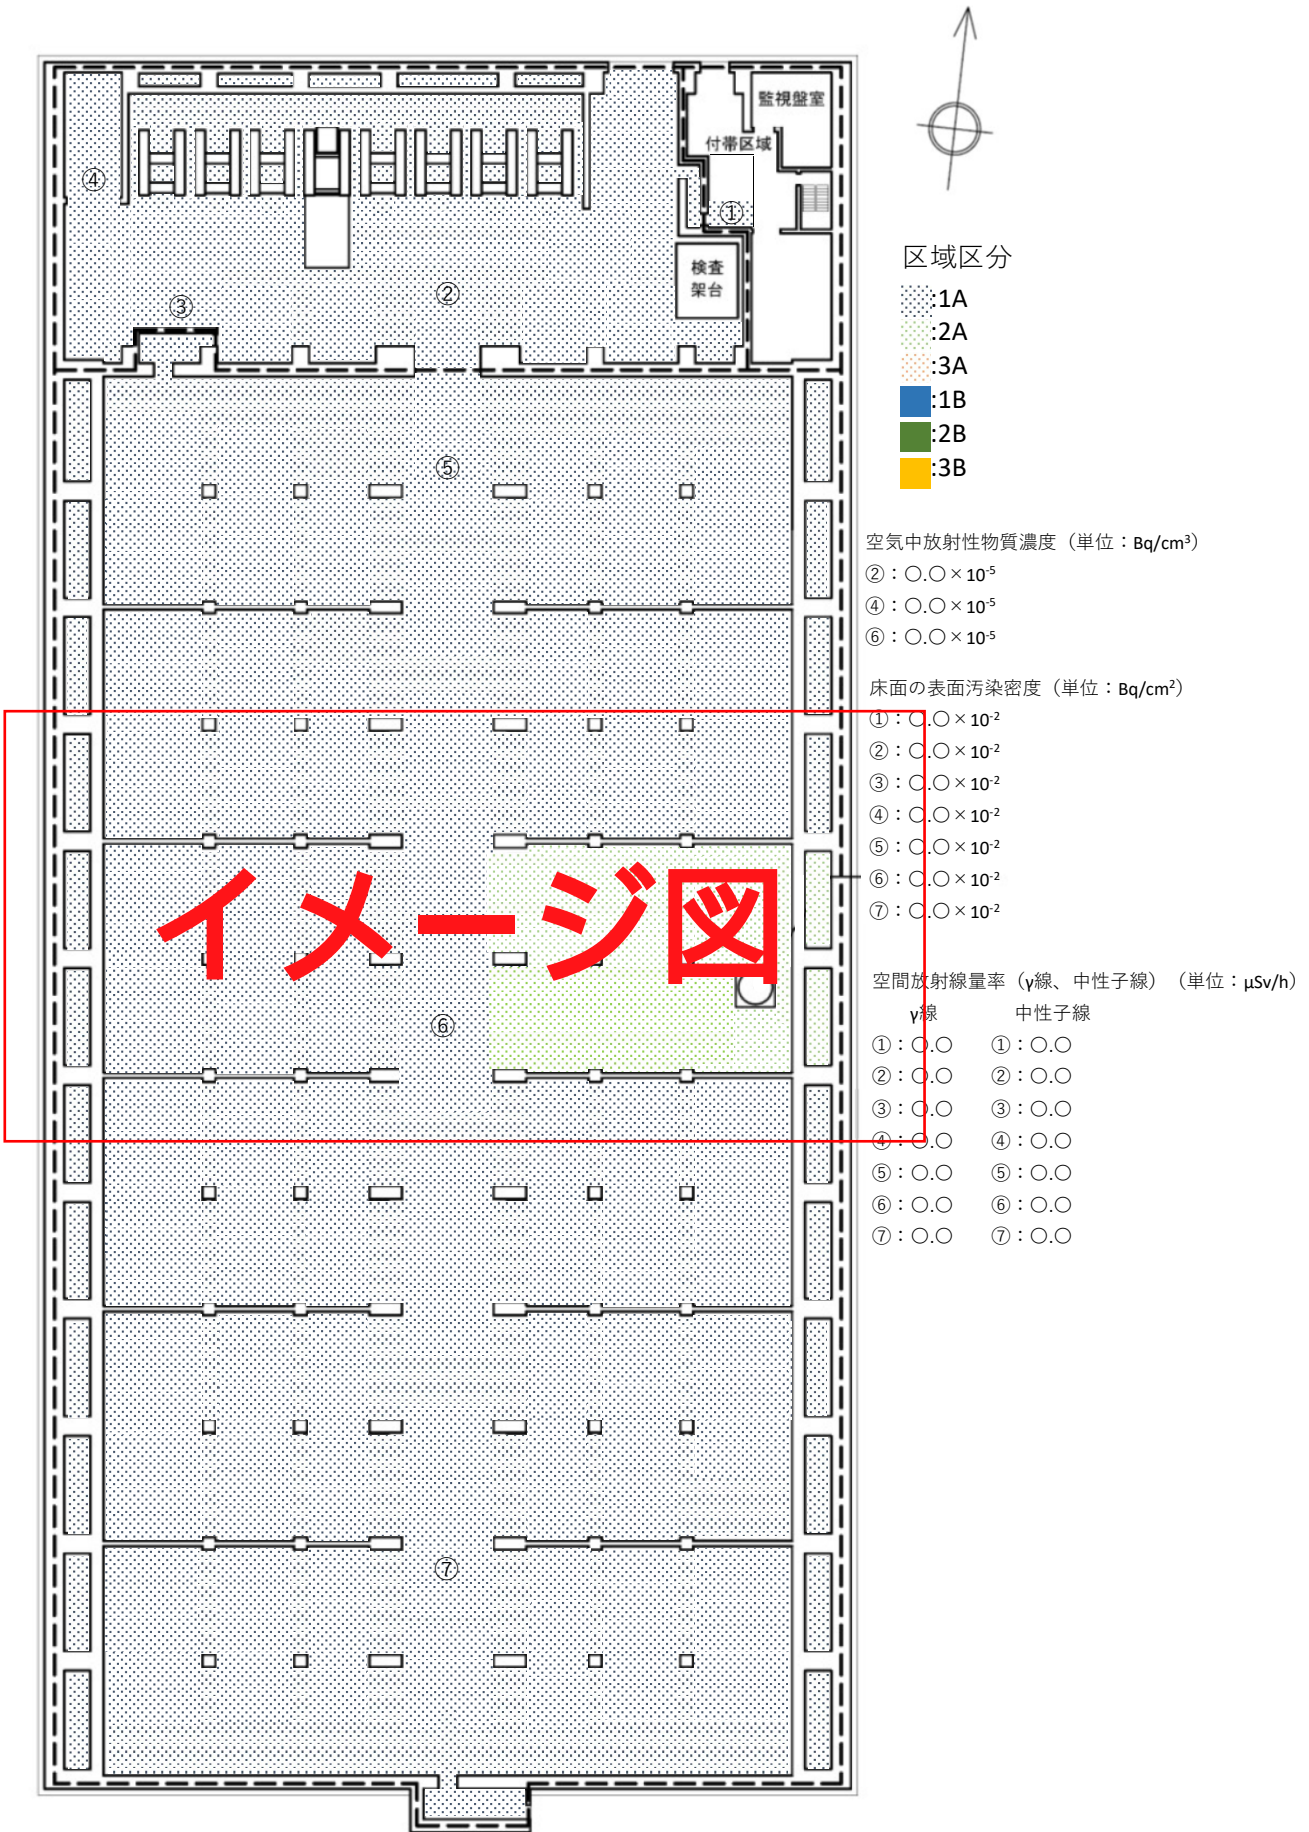 監視盤室
付帯区域
④
①
検査
架台
②
③
⑤
イメージ図
⑥
⑦
区域区分
:1A
:2A
:3A
:1B
:2B
:3B
空気中放射性物質濃度（単位：Bq/cm³）
②：〇.〇×10⁻⁵
④：〇.〇×10⁻⁵
⑥：〇.〇×10⁻⁵
床面の表面汚染密度（単位：Bq/cm²）
①：〇.〇×10⁻²
②：〇.〇×10⁻²
③：〇.〇×10⁻²
④：〇.〇×10⁻²
⑤：〇.〇×10⁻²
⑥：〇.〇×10⁻²
⑦：〇.〇×10⁻²
空間放射線量率（γ線、中性子線）（単位：μSv/h）
γ線 中性子線
①：〇.〇 ①：〇.〇
②：〇.〇 ②：〇.〇
③：〇.〇 ③：〇.〇
④：〇.〇 ④：〇.〇
⑤：〇.〇 ⑤：〇.〇
⑥：〇.〇 ⑥：〇.〇
⑦：〇.〇 ⑦：〇.〇